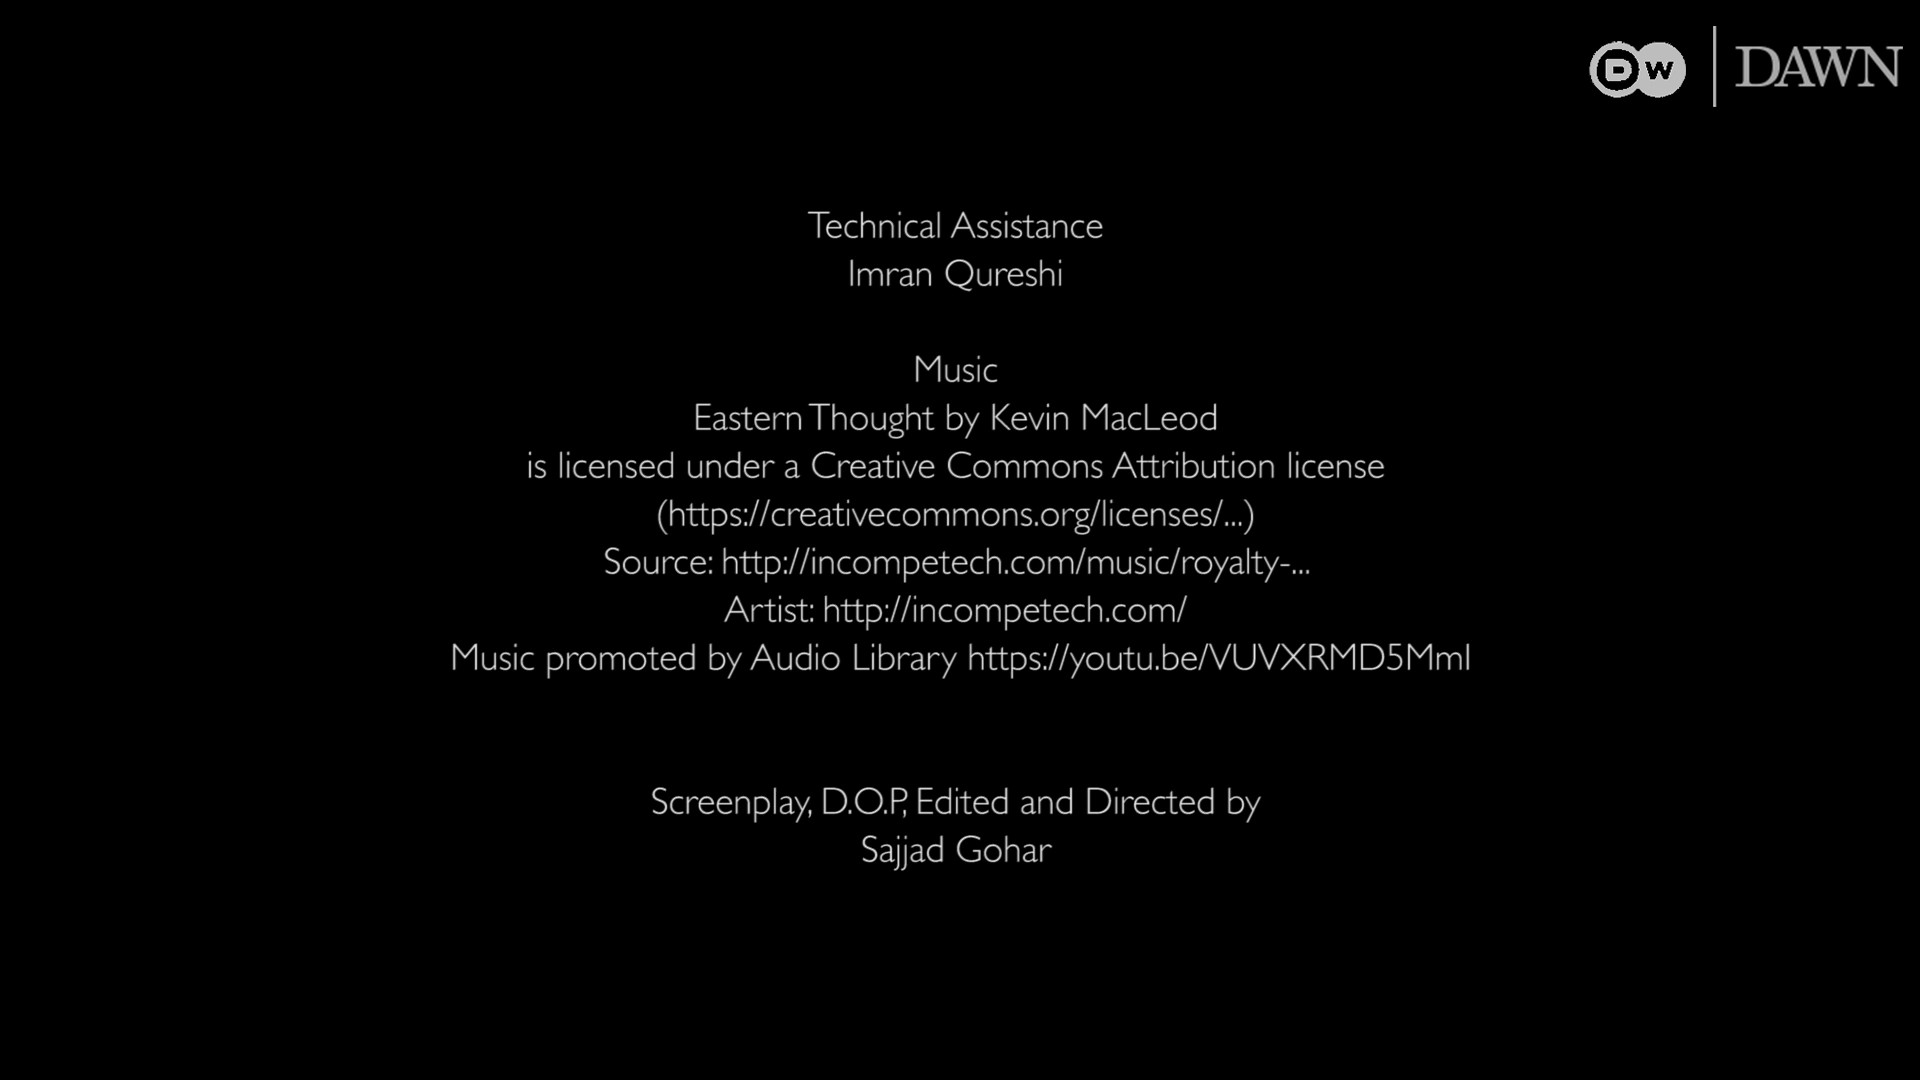 DW | DAWN
Technical Assistance
Imran Qureshi
Music
Eastern Thought by Kevin MacLeod
is licensed under a Creative Commons Attribution license
(https://creativecommons.org/licenses/...)
Source: http://incompetech.com/music/royalty-...
Artist: http://incompetech.com/
Music promoted by Audio Library https://youtu.be/VUVXRMD5MmI
Screenplay, D.O.P, Edited and Directed by
Sajjad Gohar